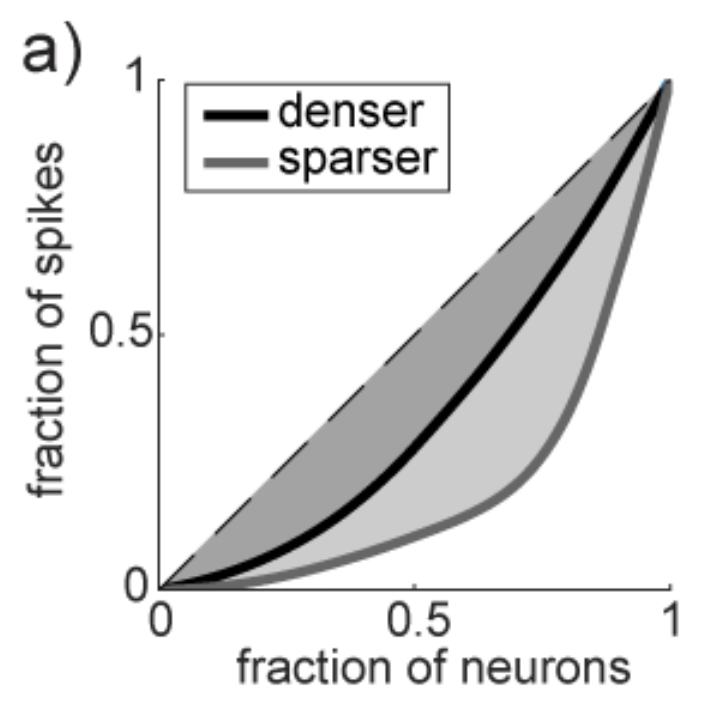 a)
1
denser
sparser
fraction of spikes
0.5
0
0
0.5
1
fraction of neurons